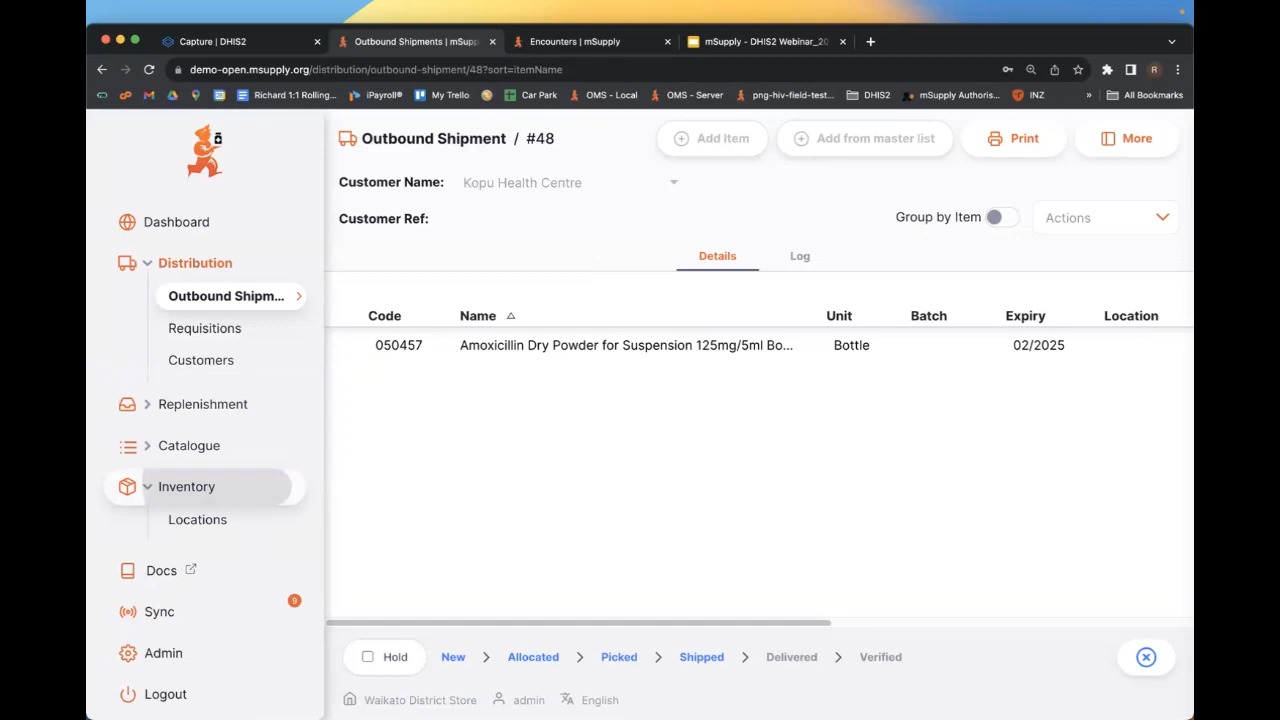 Capture | DHIS2
Outbound Shipments | mSupp
Encounters | mSupply
mSupply - DHIS2 Webinar_20
demo-open.msupply.org/distribution/outbound-shipment/48?sort=itemName
R
Richard 1:1 Rolling...
iPayroll®
My Trello
Car Park
OMS - Local
OMS - Server
png-hiv-field-test...
DHIS2
mSupply Authoris...
INZ
»
All Bookmarks
Outbound Shipment / #48
Add Item
Add from master list
Print
More
Customer Name: Kopu Health Centre
Customer Ref:
Group by Item
Actions
Details
Log
Dashboard
Distribution
Outbound Shipm...
Requisitions
Customers
Replenishment
Catalogue
Inventory
Locations
Docs
Sync
9
Admin
Logout
Code Name Unit Batch Expiry Location
050457 Amoxicillin Dry Powder for Suspension 125mg/5ml Bo... Bottle 02/2025
Hold
New > Allocated > Picked > Shipped > Delivered > Verified
Waikato District Store admin English